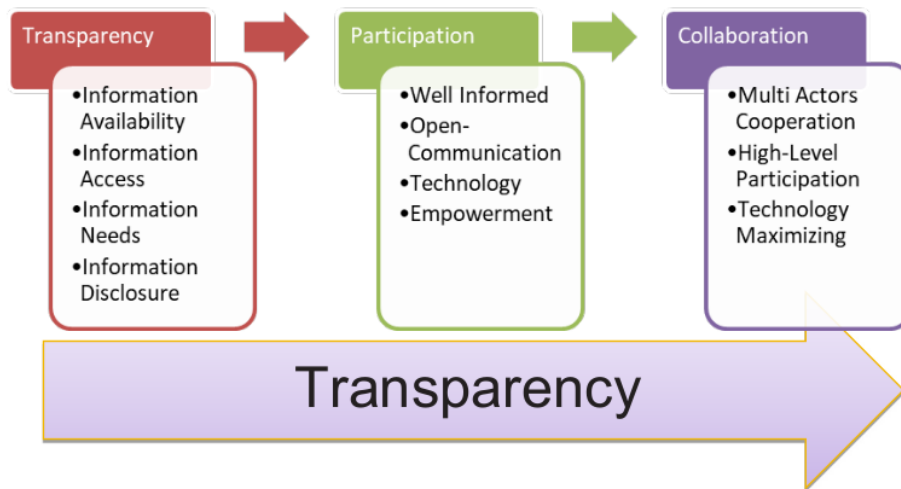 Transparency
•Information
Availability
•Information
Access
•Information
Needs
•Information
Disclosure
Participation
•Well Informed
•Open-
Communication
•Technology
•Empowerment
Collaboration
•Multi Actors
Cooperation
•High-Level
Participation
•Technology
Maximizing
Transparency